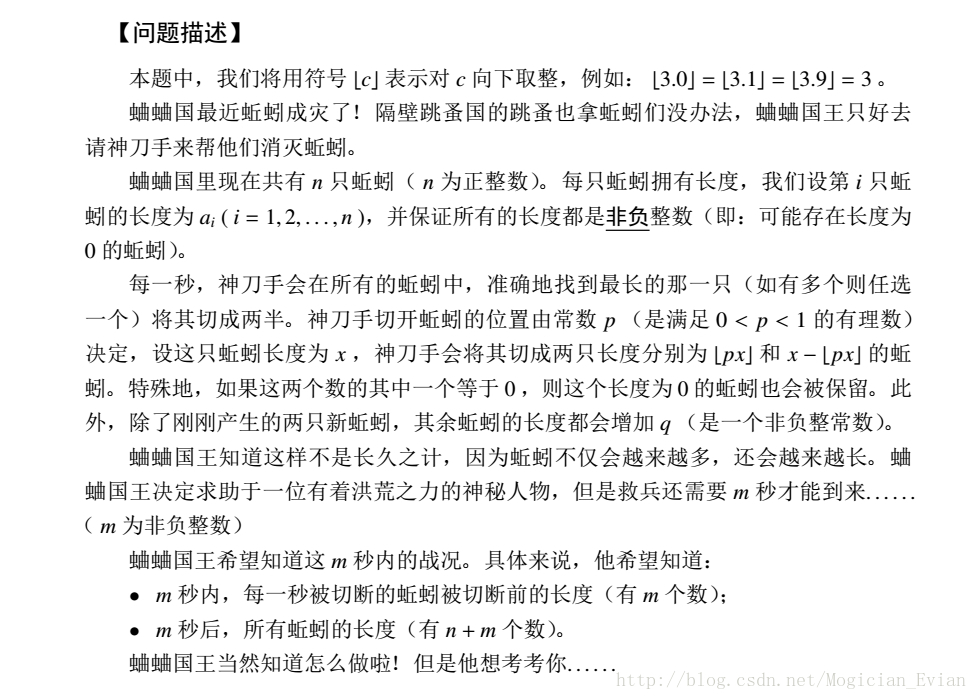 【问题描述】
本题中，我们将用符号 ⌊c⌋ 表示对 c 向下取整，例如： ⌊3.0⌋ = ⌊3.1⌋ = ⌊3.9⌋ = 3 。
蛐蛐国最近蚯蚓成灾了！隔壁跳蚤国的跳蚤也拿蚯蚓们没办法，蛐蛐国王只好去
请神刀手来帮他们消灭蚯蚓。
蛐蛐国里现在共有 n 只蚯蚓（ n 为正整数）。每只蚯蚓拥有长度，我们设第 i 只蚯
蚓的长度为 aᵢ ( i = 1, 2, . . . , n )，并保证所有的长度都是非负整数（即：可能存在长度为
0 的蚯蚓）。
每一秒，神刀手会在所有的蚯蚓中，准确地找到最长的那一只（如有多个则任选
一个）将其切成两半。神刀手切开蚯蚓的位置由常数 p （是满足 0 < p < 1 的有理数）
决定，设这只蚯蚓长度为 x ，神刀手会将其切成两只长度分别为 ⌊px⌋ 和 x − ⌊px⌋ 的蚯
蚓。特殊地，如果这两个数的其中一个等于 0 ，则这个长度为 0 的蚯蚓也会被保留。此
外，除了刚刚产生的两只新蚯蚓，其余蚯蚓的长度都会增加 q （是一个非负整常数）。
蛐蛐国王知道这样不是长久之计，因为蚯蚓不仅会越来越多，还会越来越长。蛐
蛐国王决定求助于一位有着洪荒之力的神秘人物，但是救兵还需要 m 秒才能到来......
（ m 为非负整数）
蛐蛐国王希望知道这 m 秒内的战况。具体来说，他希望知道：
• m 秒内，每一秒被切断的蚯蚓被切断前的长度（有 m 个数）；
• m 秒后，所有蚯蚓的长度（有 n + m 个数）。
蛐蛐国王当然知道怎么做啦！但是他想考考你......
http://blog.csdn.net/Mogician_Evian